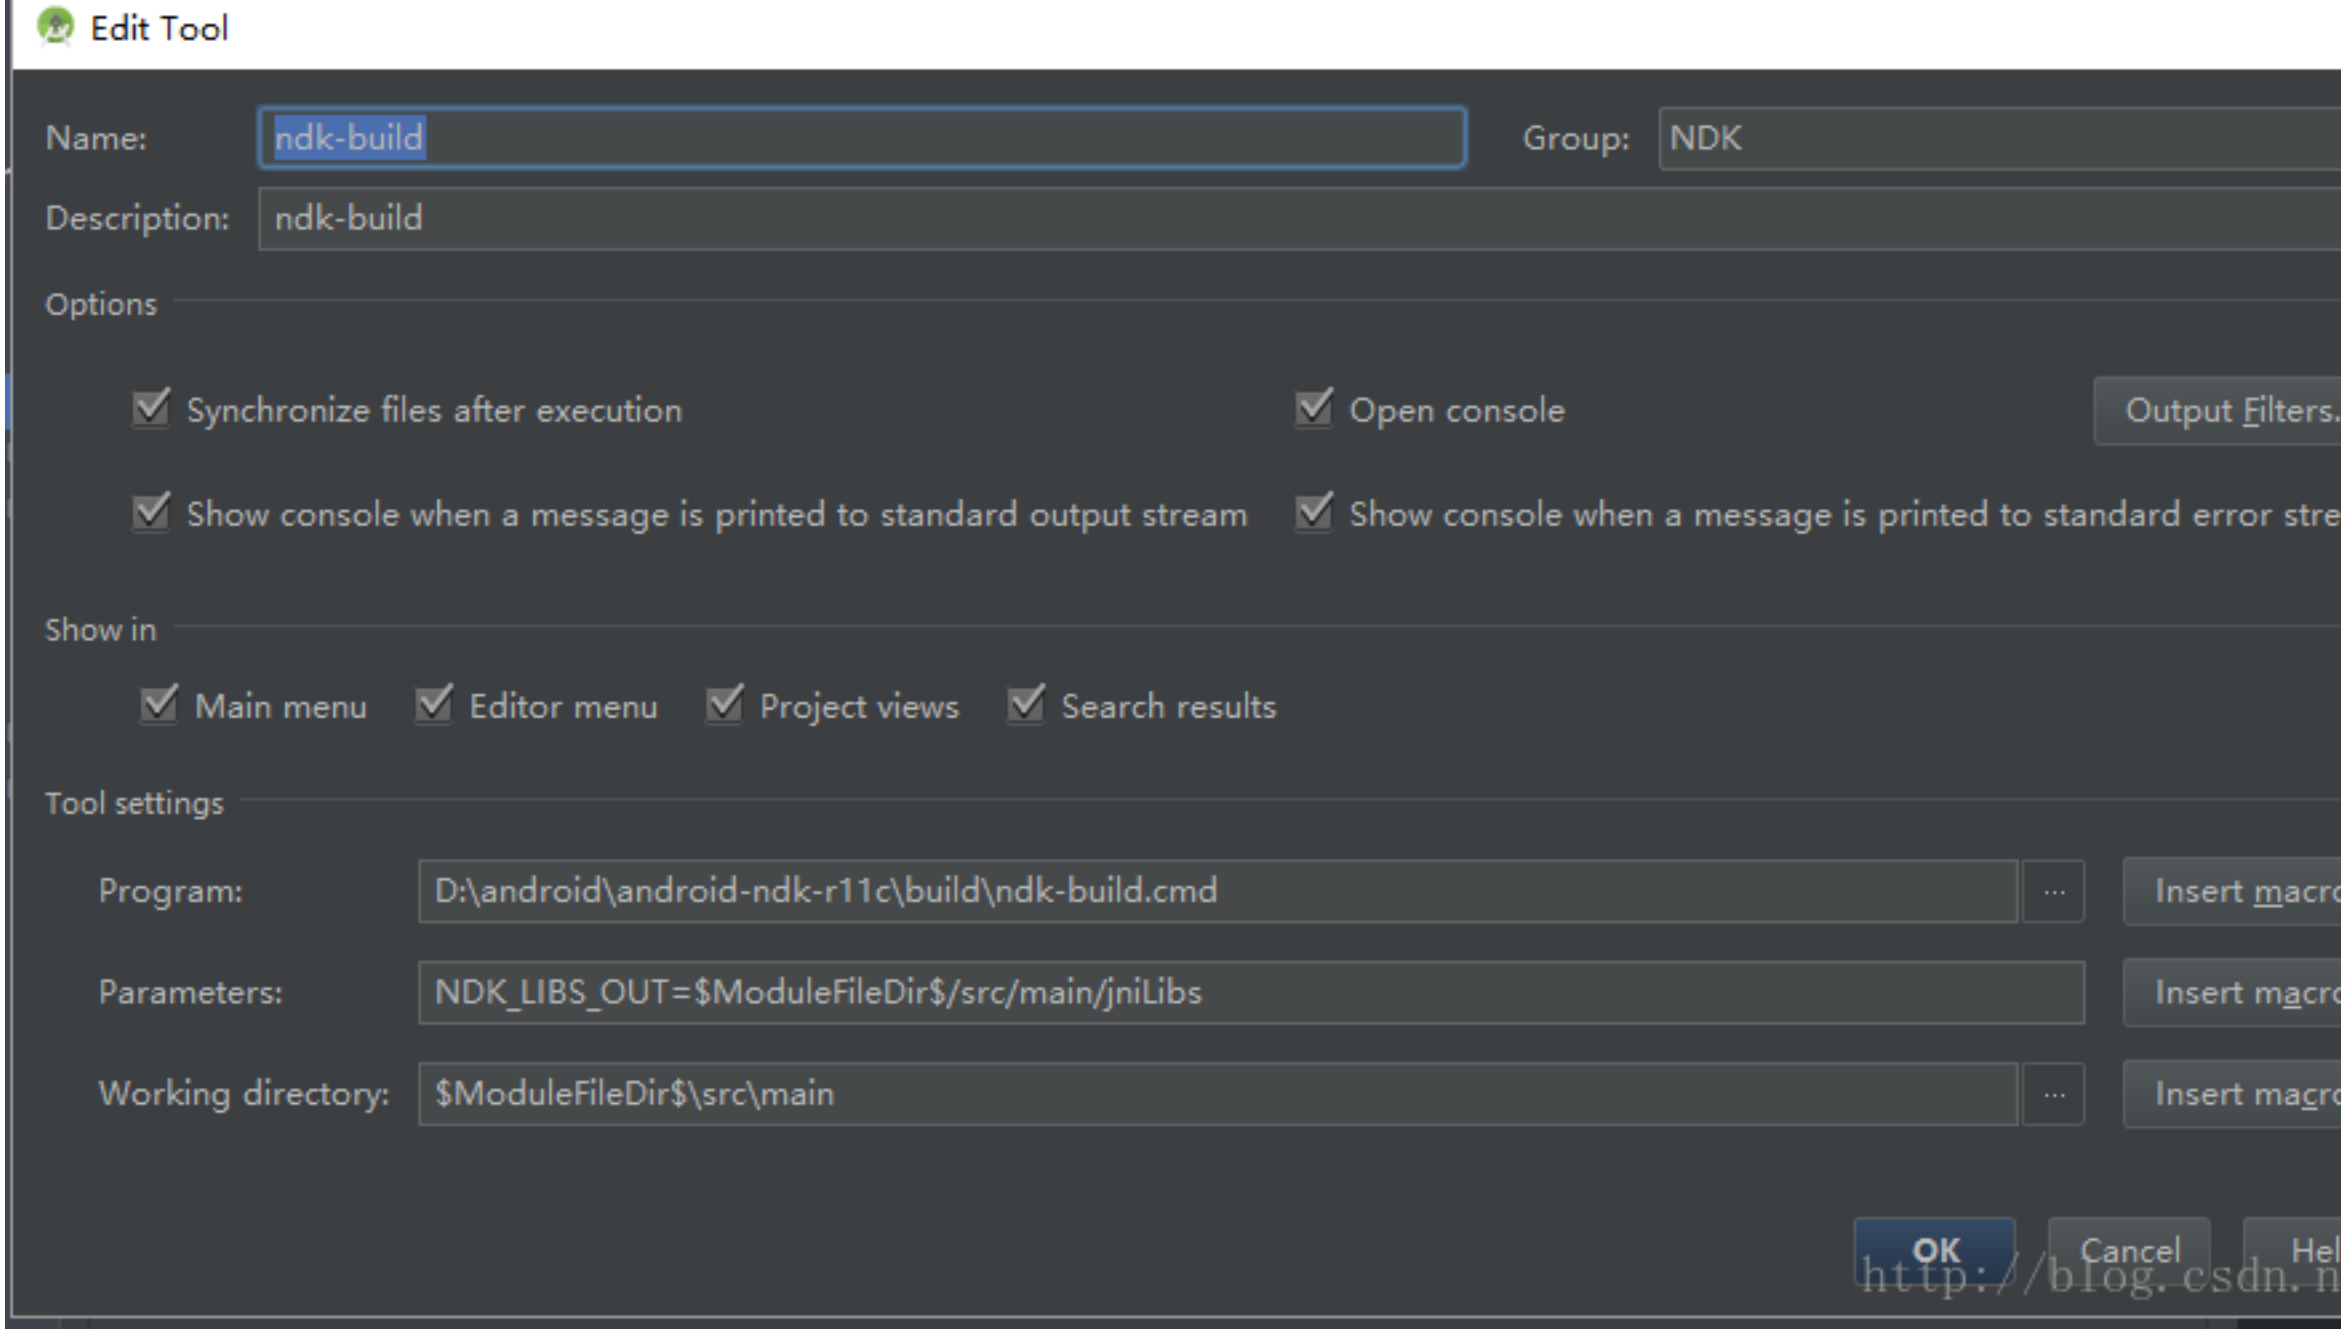 Edit Tool
Name: ndk-build Group: NDK
Description: ndk-build
Options
Synchronize files after execution Open console Output Filters.
Show console when a message is printed to standard output stream Show console when a message is printed to standard error stre
Show in
Main menu Editor menu Project views Search results
Tool settings
Program: D:\android\android-ndk-r11c\build\ndk-build.cmd ... Insert macro
Parameters: NDK_LIBS_OUT=$ModuleFileDir$/src/main/jniLibs Insert macro
Working directory: $ModuleFileDir$\src\main ... Insert macro
OK Cancel Hel
http://blog.csdn.n